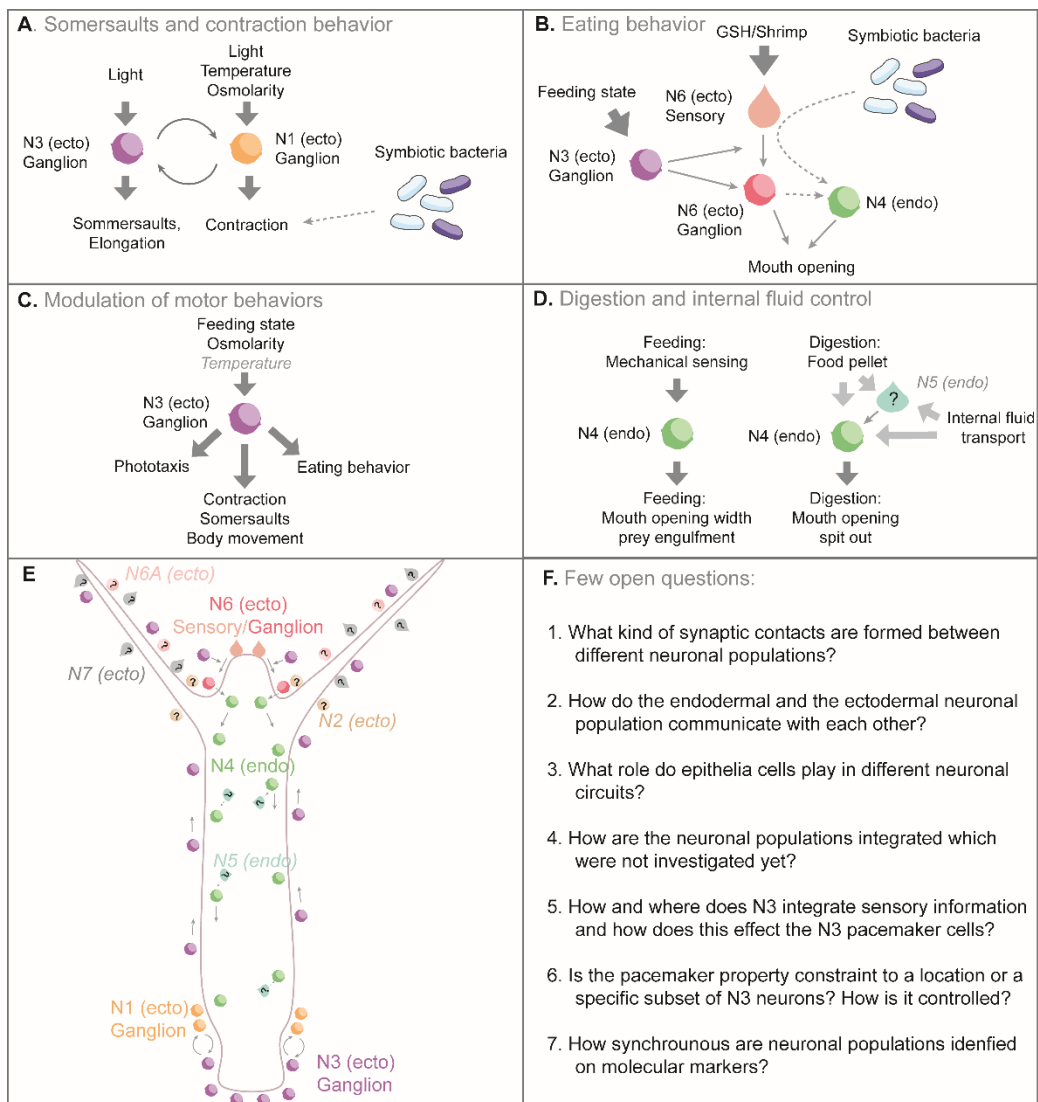 A. Somersaults and contraction behavior
Light
Light
Temperature
Osmolarity
N3 (ecto)
Ganglion
N1 (ecto)
Ganglion
Symbiotic bacteria
Sommersaults,
Elongation
Contraction
B. Eating behavior
GSH/Shrimp
Symbiotic bacteria
Feeding state
N6 (ecto)
Sensory
N3 (ecto)
Ganglion
N6 (ecto)
Ganglion
N4 (endo)
Mouth opening
C. Modulation of motor behaviors
Feeding state
Osmolarity
Temperature
N3 (ecto)
Ganglion
Phototaxis
Eating behavior
Contraction
Somersaults
Body movement
D. Digestion and internal fluid control
Feeding:
Mechanical sensing
Digestion:
Food pellet
N5 (endo)
?
N4 (endo)
N4 (endo)
Internal fluid
transport
Feeding:
Mouth opening width
prey engulfment
Digestion:
Mouth opening
spit out
E
N6A (ecto)
N6 (ecto)
Sensory/Ganglion
N7 (ecto)
N2 (ecto)
N4 (endo)
N5 (endo)
N1 (ecto)
Ganglion
N3 (ecto)
Ganglion
F. Few open questions:
1. What kind of synaptic contacts are formed between
different neuronal populations?
2. How do the endodermal and the ectodermal neuronal
population communicate with each other?
3. What role do epithelia cells play in different neuronal
circuits?
4. How are the neuronal populations integrated which
were not investigated yet?
5. How and where does N3 integrate sensory information
and how does this effect the N3 pacemaker cells?
6. Is the pacemaker property constraint to a location or a
specific subset of N3 neurons? How is it controlled?
7. How synchrounous are neuronal populations idenfied
on molecular markers?